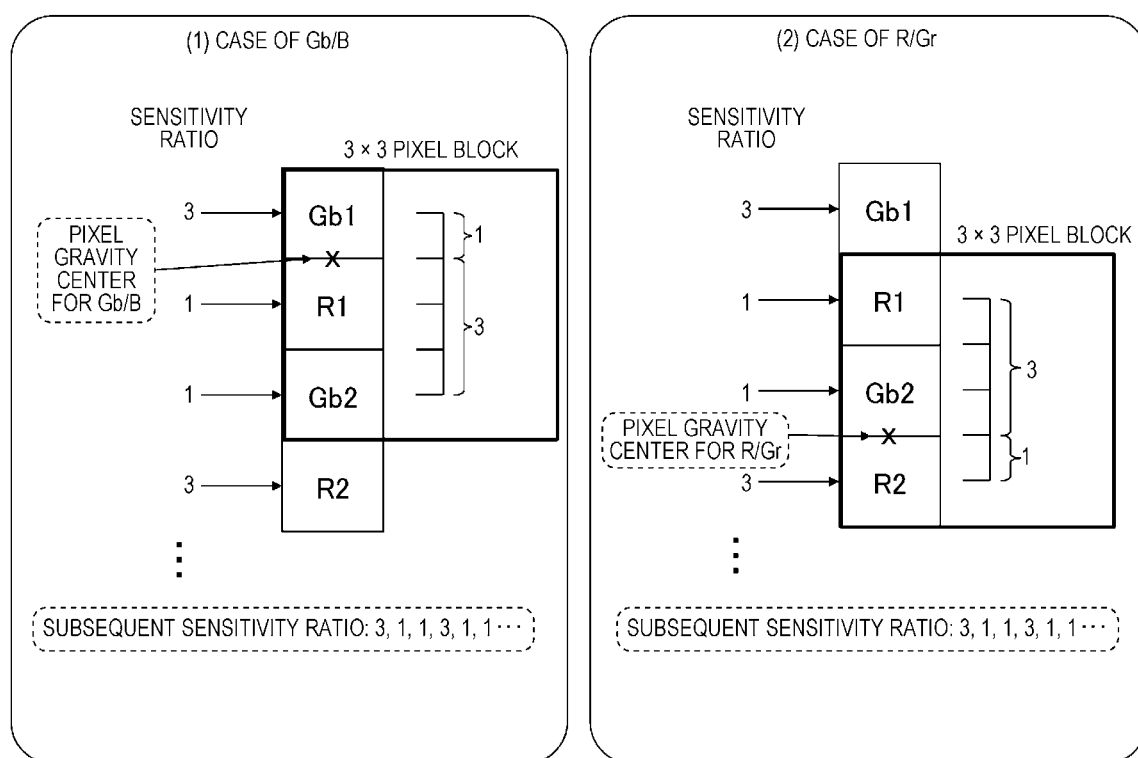 (1) CASE OF Gb/B
SENSITIVITY
RATIO
3 × 3 PIXEL BLOCK
3
Gb1
1
PIXEL
GRAVITY
CENTER
FOR Gb/B
X
1
R1
3
1
Gb2
3
R2
⋮
SUBSEQUENT SENSITIVITY RATIO: 3, 1, 1, 3, 1, 1 ···
(2) CASE OF R/Gr
SENSITIVITY
RATIO
3
Gb1
3 × 3 PIXEL BLOCK
1
R1
3
1
Gb2
PIXEL GRAVITY
CENTER FOR R/Gr
X
1
3
R2
⋮
SUBSEQUENT SENSITIVITY RATIO: 3, 1, 1, 3, 1, 1 ···